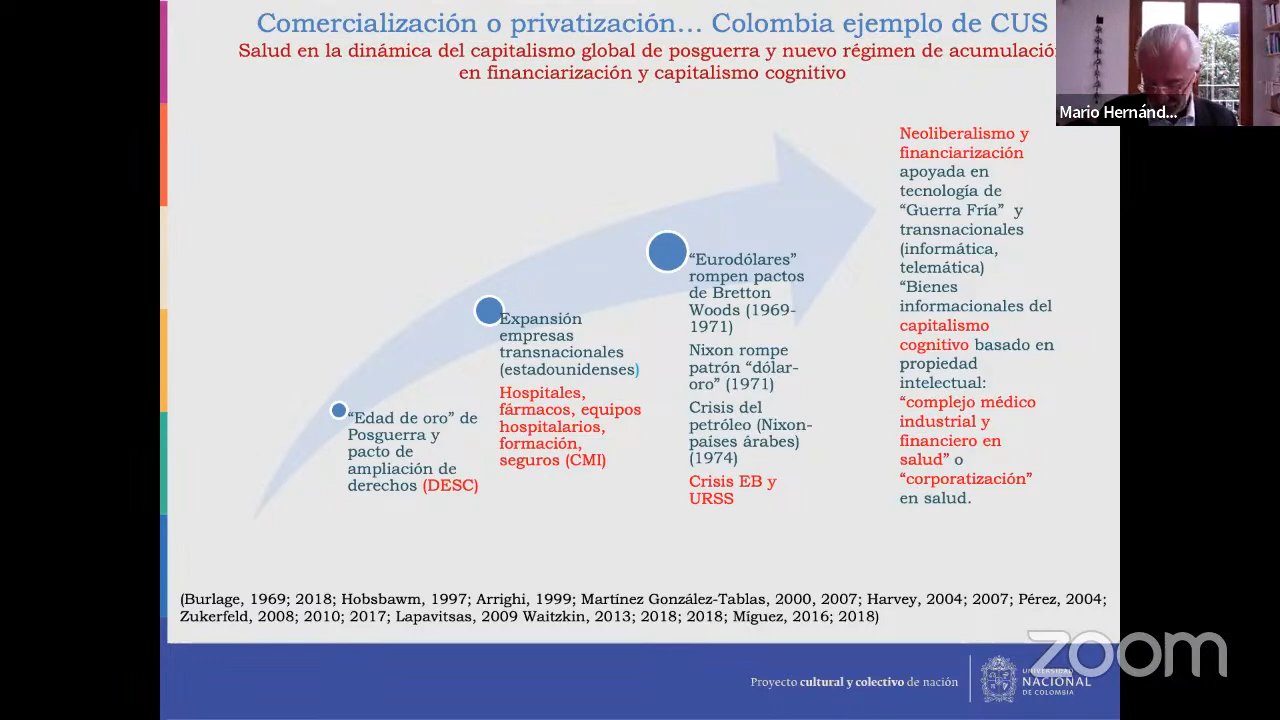 Comercialización o privatización... Colombia ejemplo de CUS
Salud en la dinámica del capitalismo global de posguerra y nuevo régimen de acumulación
en financiarización y capitalismo cognitivo
Mario Hernánd...
"Edad de oro" de
Posguerra y
pacto de
ampliación de
derechos (DESC)
Expansión
empresas
transnacionales
(estadounidenses)
Hospitales,
fármacos, equipos
hospitalarios,
formación,
seguros (CMI)
"Eurodólares"
rompen pactos
de Bretton
Woods (1969-
1971)
Nixon rompe
patrón "dólar-
oro" (1971)
Crisis del
petróleo (Nixon-
países árabes)
(1974)
Crisis EB y
URSS
Neoliberalismo y
financiarización
apoyada en
tecnología de
"Guerra Fría" y
transnacionales
(informática,
telemática)
"Bienes
informacionales del
capitalismo
cognitivo basado en
propiedad
intelectual:
"complejo médico
industrial y
financiero en
salud" o
"corporatización"
en salud.
(Burlage, 1969; 2018; Hobsbawm, 1997; Arrighi, 1999; Martínez González-Tablas, 2000, 2007; Harvey, 2004; 2007; Pérez, 2004;
Zukerfeld, 2008; 2010; 2017; Lapavitsas, 2009 Waitzkin, 2013; 2018; 2018; Míguez, 2016; 2018)
Proyecto cultural y colectivo de nación
UNIVERSIDAD
NACIONAL
DE COLOMBIA
zoom